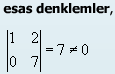 esas denklemler,
|1 2|
|0 7| = 7 ≠ 0